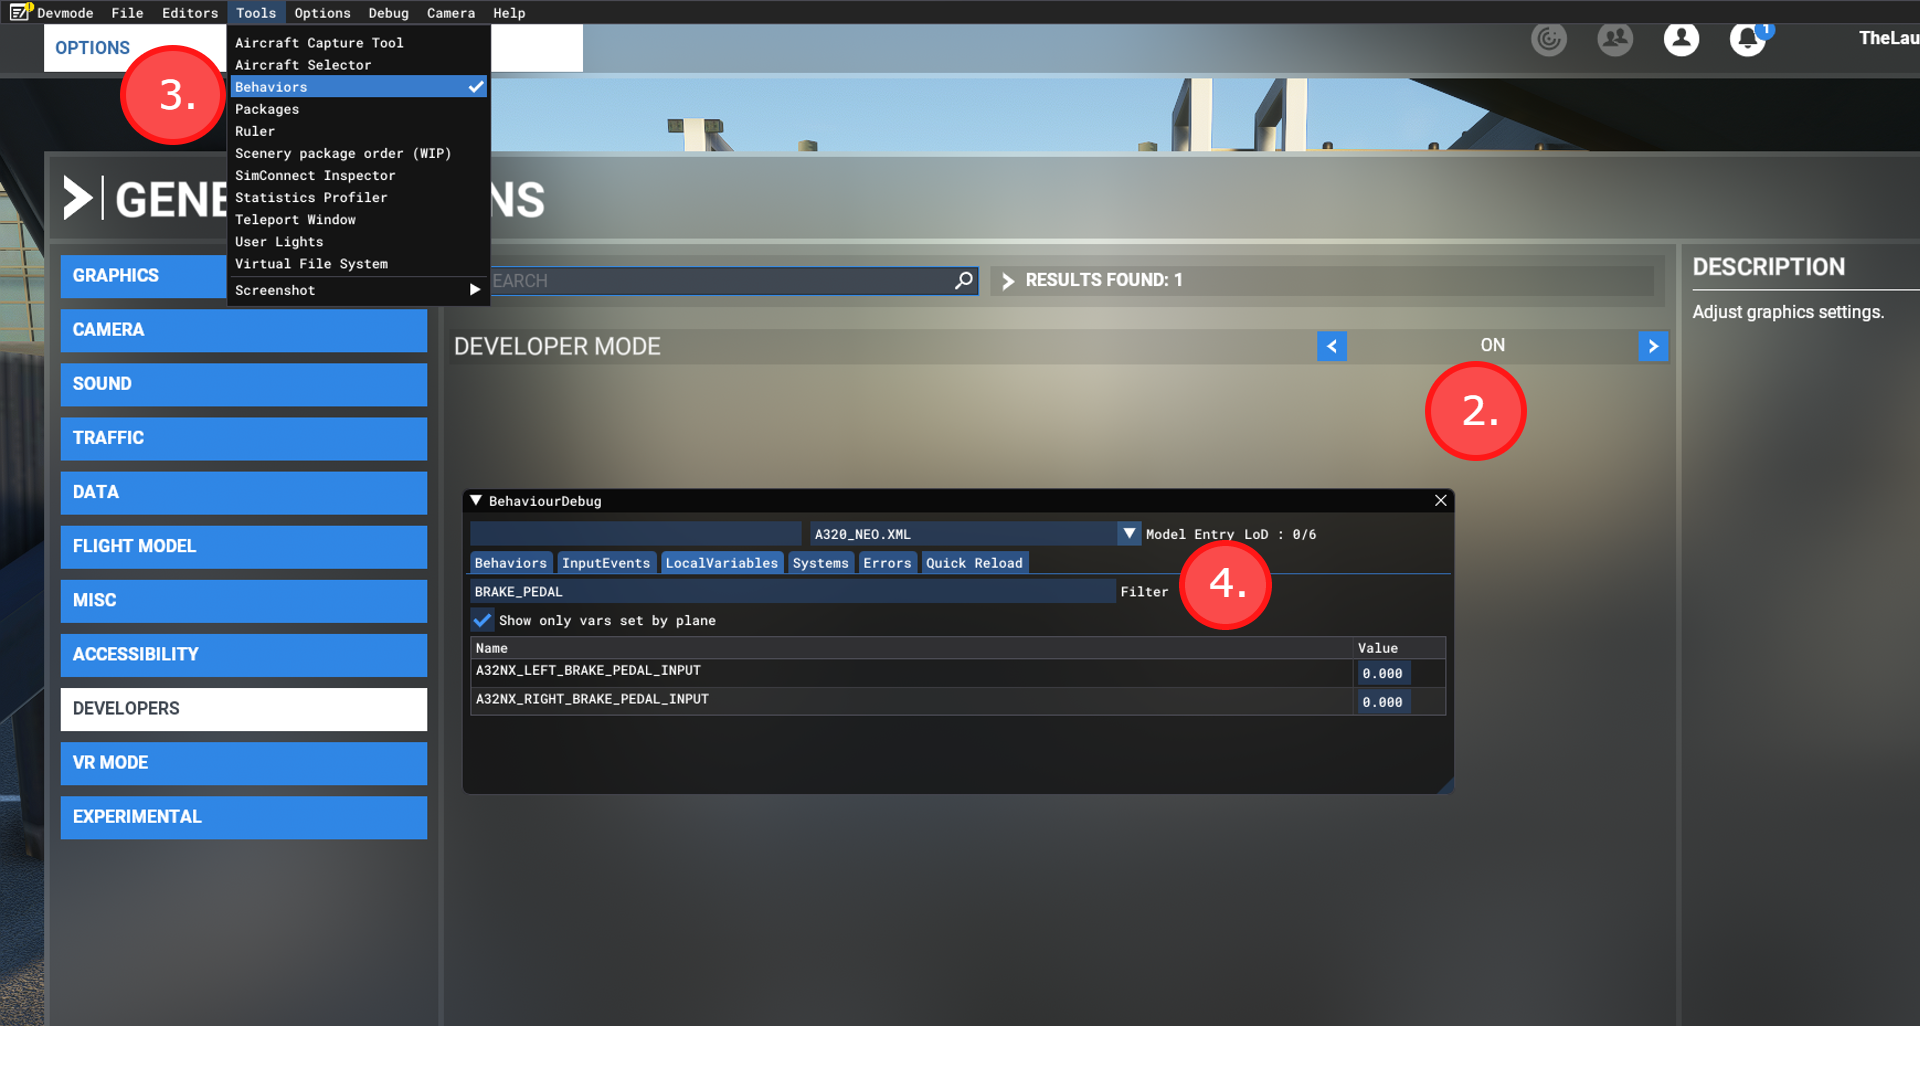 Devmode File Editors Tools Options Debug Camera Help
1
OPTIONS
TheLau
Aircraft Capture Tool
Aircraft Selector
Behaviors
Packages
Ruler
Scenery package order (WIP)
SimConnect Inspector
Statistics Profiler
Teleport Window
User Lights
Virtual File System
Screenshot
3.
GENE NS
GRAPHICS
CAMERA
SOUND
TRAFFIC
DATA
FLIGHT MODEL
MISC
ACCESSIBILITY
DEVELOPERS
VR MODE
EXPERIMENTAL
EARCH
RESULTS FOUND: 1
DEVELOPER MODE
ON
2.
DESCRIPTION
Adjust graphics settings.
BehaviourDebug
A320_NEO.XML Model Entry LoD : 0/6
Behaviors InputEvents LocalVariables Systems Errors Quick Reload
BRAKE_PEDAL Filter
4.
Show only vars set by plane
Name Value
A32NX_LEFT_BRAKE_PEDAL_INPUT 0.000
A32NX_RIGHT_BRAKE_PEDAL_INPUT 0.000